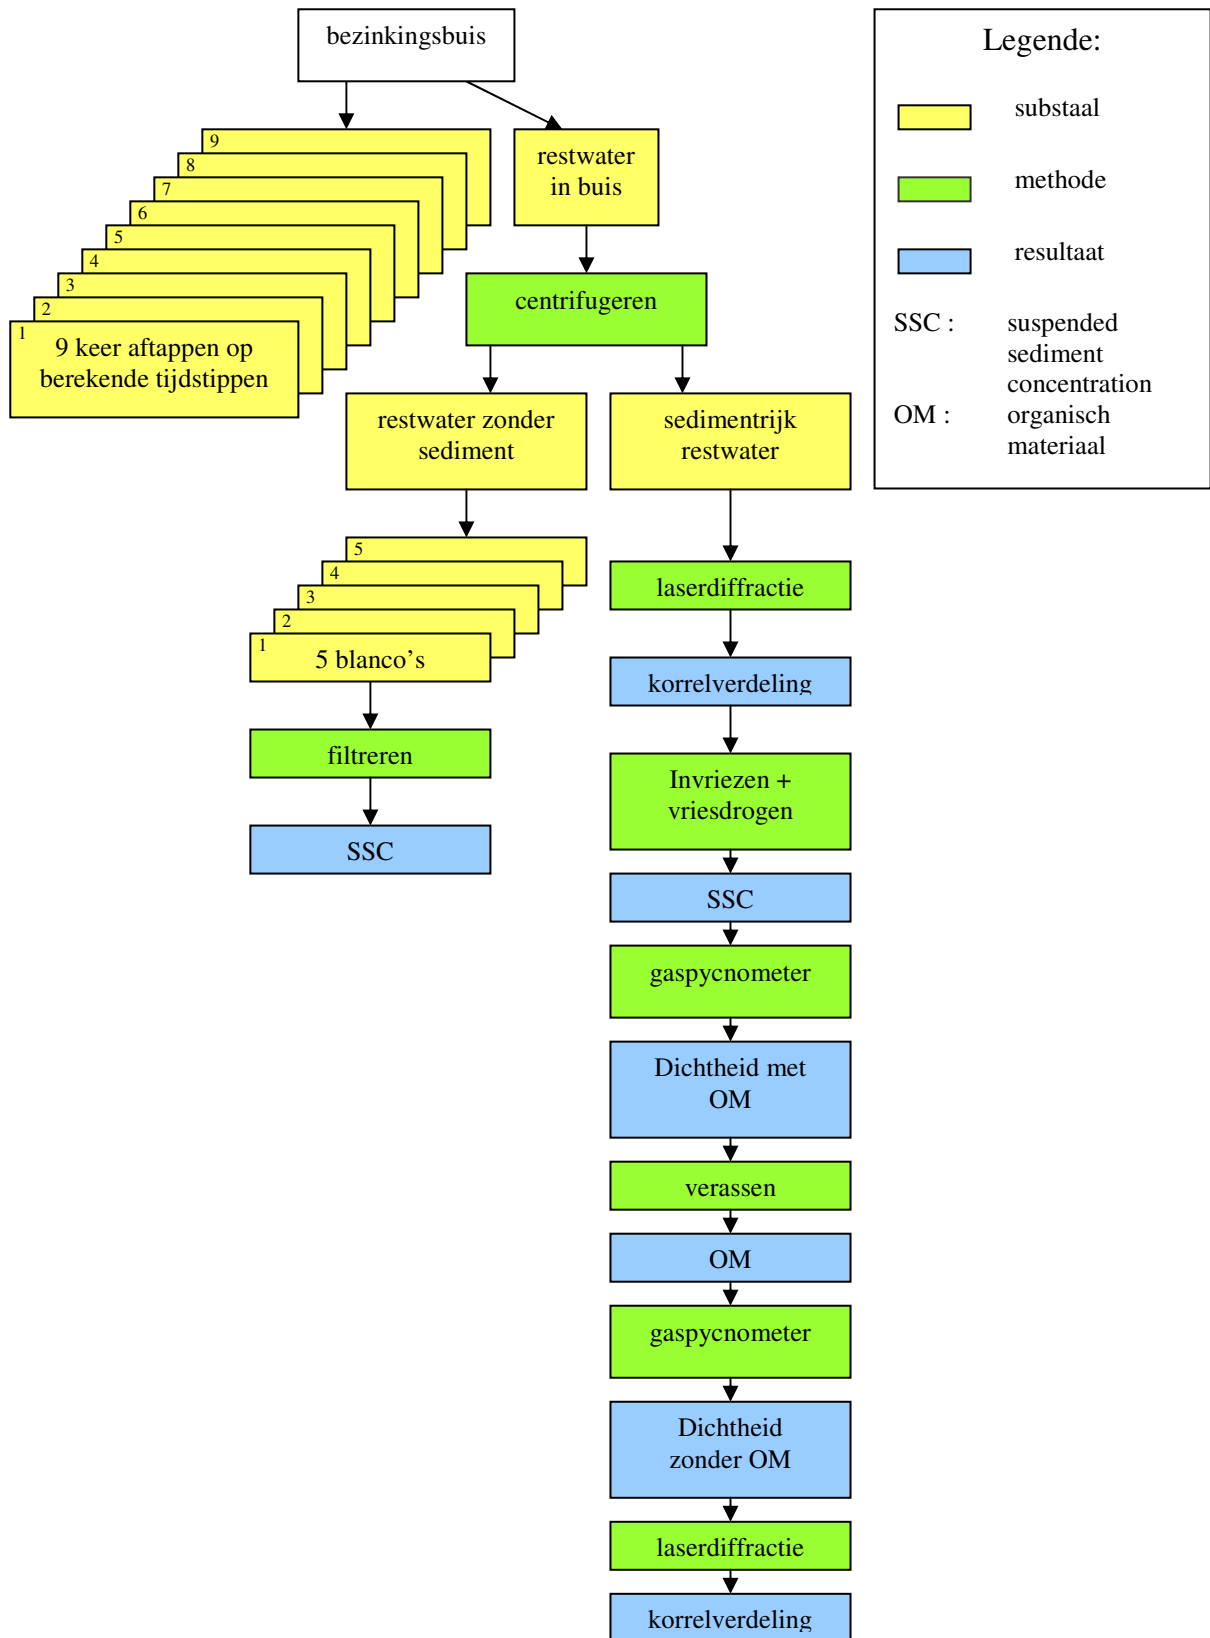 bezinkingsbuis
9
8
7
6
5
4
3
2
1
9 keer aftappen op
berekende tijdstippen
restwater
in buis
centrifugeren
restwater zonder
sediment
sedimentrijk
restwater
5
4
3
2
1
5 blanco’s
filtreren
SSC
laserdiffractie
korrelverdeling
Invriezen +
vriesdrogen
SSC
gaspycnometer
Dichtheid met
OM
verassen
OM
gaspycnometer
Dichtheid
zonder OM
laserdiffractie
korrelverdeling
Legende:
substaal
methode
resultaat
SSC : suspended
sediment
concentration
OM : organisch
materiaal